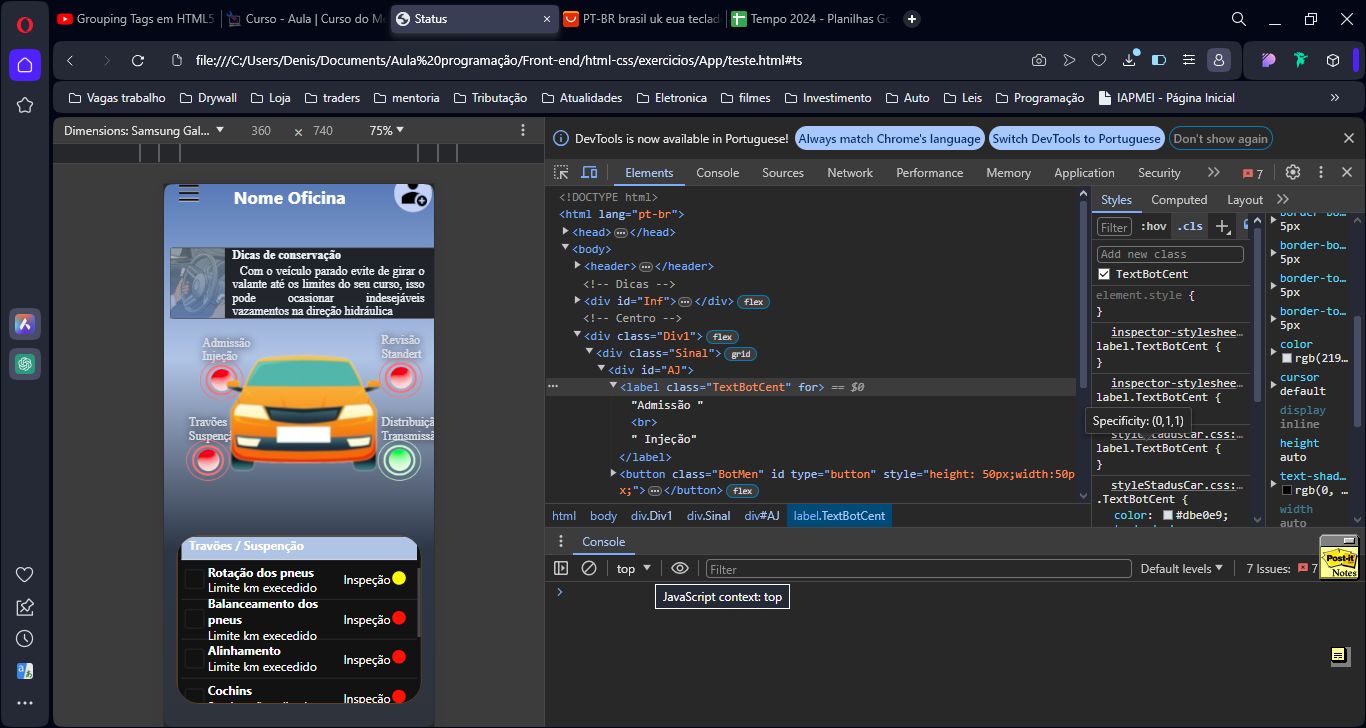 Grouping Tags em HTML5
Curso - Aula | Curso do Me
Status
PT-BR brasil uk eua teclad
Tempo 2024 - Planilhas Go
file:///C:/Users/Denis/Documents/Aula%20programação/Front-end/html-css/exercicios/App/teste.html#ts
Vagas trabalho
Drywall
Loja
traders
mentoria
Tributação
Atualidades
Eletronica
filmes
Investimento
Auto
Leis
Programação
IAPMEI - Página Inicial
Dimensions: Samsung Gal...
360
×
740
75%
DevTools is now available in Portuguese!
Always match Chrome's language
Switch DevTools to Portuguese
Don't show again
Elements
Console
Sources
Network
Performance
Memory
Application
Security
7
Nome Oficina
Dicas de conservação
Com o veículo parado evite de girar o
valante até os limites do seu curso, isso
pode ocasionar indesejáveis
vazamentos na direção hidráulica
Admissão
Injeção
Revisão
Standert
Travões
Suspenç
Distribuiç
Transmissã
Travões / Suspenção
Rotação dos pneus
Limite km execedido
Inspeção
Balanceamento dos
pneus
Limite km execedido
Inspeção
Alinhamento
Limite km execedido
Inspeção
Cochins
Inspeção
<!DOCTYPE html>
<html lang="pt-br">
<head> </head>
<body>
<header> </header>
<!-- Dicas -->
<div id="Inf"> </div> flex
<!-- Centro -->
<div class="Div1"> flex
<div class="Sinal"> grid
<div id="AJ">
<label class="TextBotCent" for> == $0
"Admissão "
<br>
" Injeção"
</label>
<button class="BotMen" id type="button" style="height: 50px;width:50p
x;"> </button> flex
html
body
div.Div1
div.Sinal
div#AJ
label.TextBotCent
Styles
Computed
Layout
Filter
:hov
.cls
Add new class
TextBotCent
element.style {
}
inspector-styleshee…
label.TextBotCent {
}
inspector-styleshee…
label.TextBotCent {
Specificity: (0,1,1)
styleStadusCar.css:…
label.TextBotCent {
}
styleStadusCar.css:…
.TextBotCent {
color: #dbe0e9;
border-bo…
5px
border-bo…
5px
border-to…
5px
border-to…
5px
color
rgb(219…
cursor
default
display
inline
height
auto
text-shad…
rgb(0, …
width
auto
Console
top
Filter
Default levels
7 Issues:
7
JavaScript context: top
Post-it
Notes